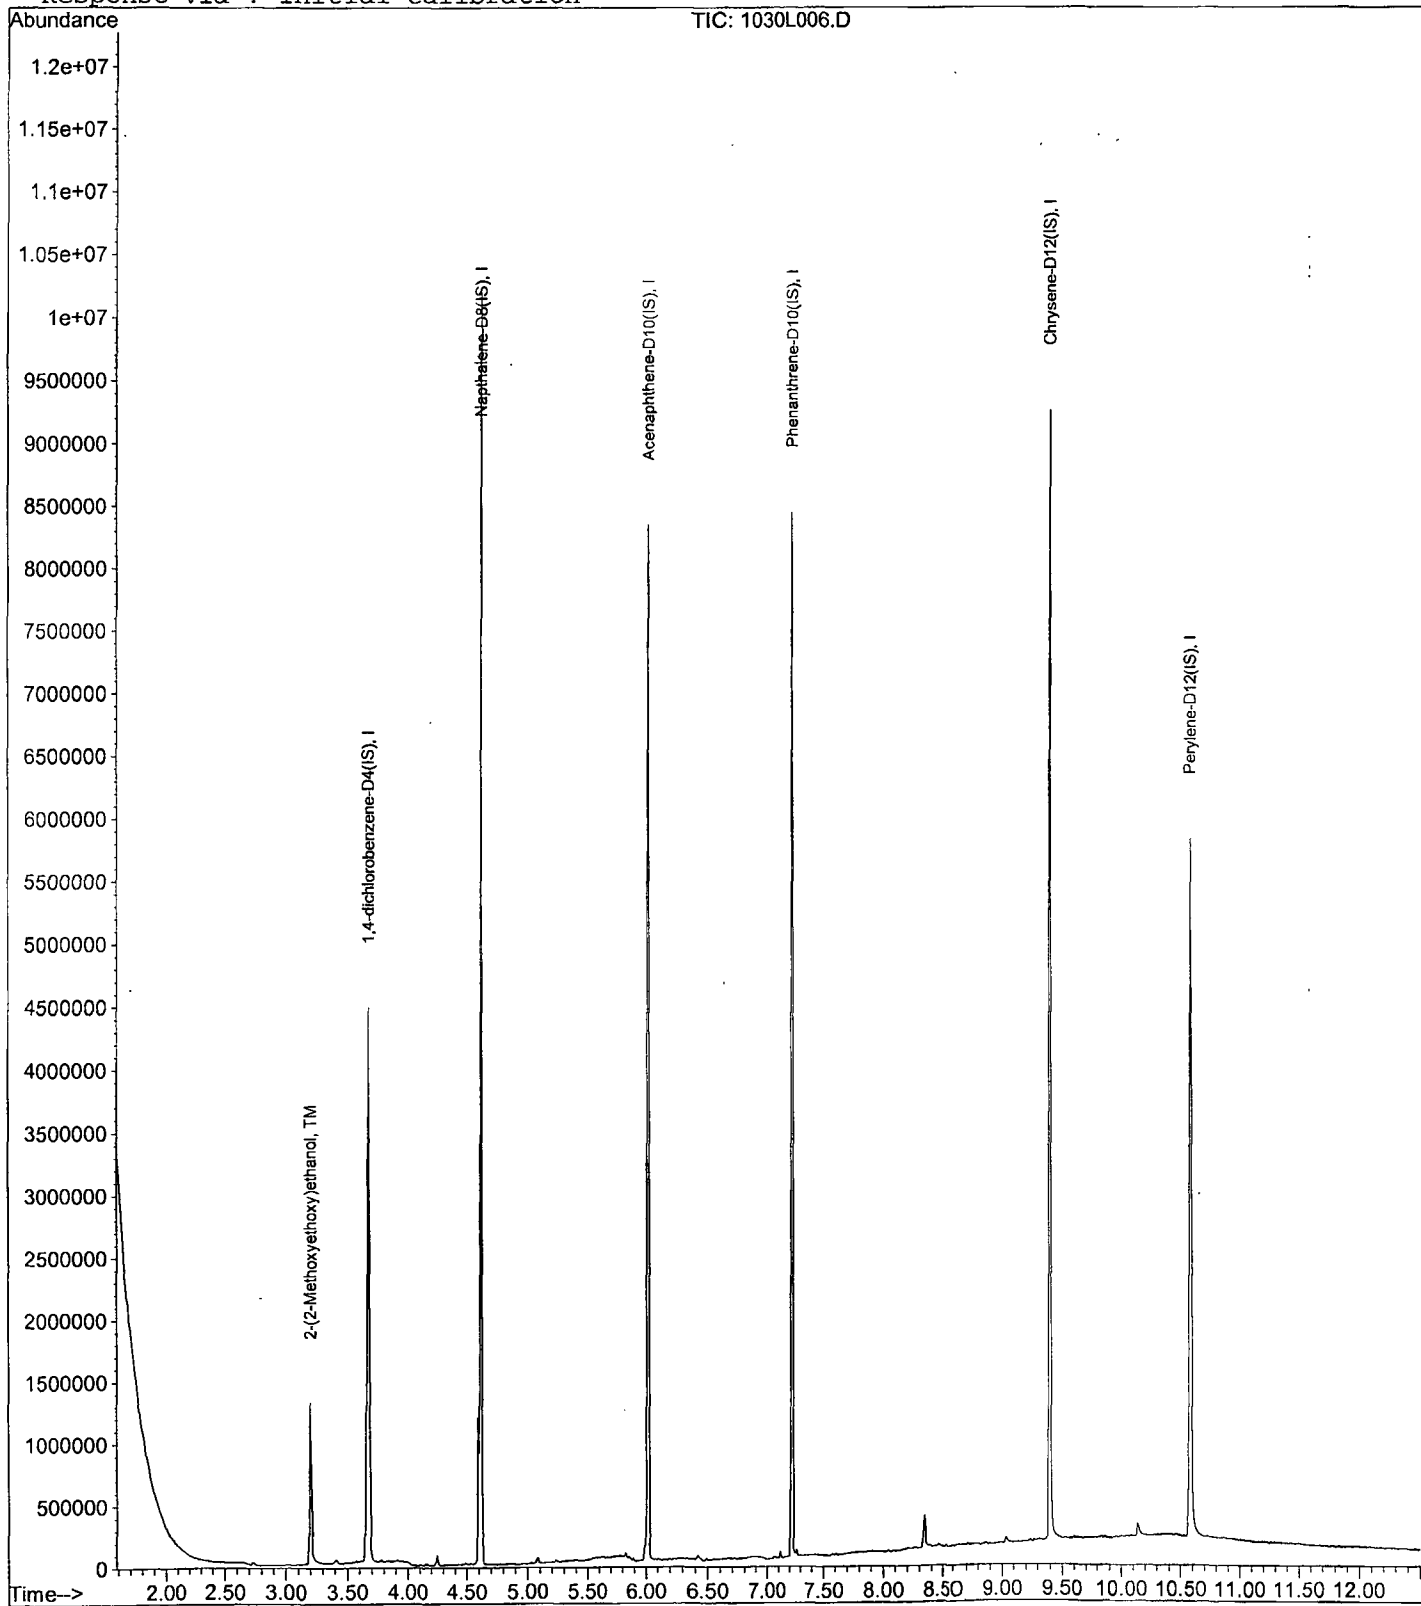 Response via : Initial Calibration
Abundance
TIC: 1030L006.D
1.2e+07
1.15e+07
1.1e+07
1.05e+07
1e+07
9500000
9000000
8500000
8000000
7500000
7000000
6500000
6000000
5500000
5000000
4500000
4000000
3500000
3000000
2500000
2000000
1500000
1000000
500000
0
2-(2-Methoxyethoxy)ethanol, TM
1,4-dichlorobenzene-D4(IS), I
Napthalene-D8(IS), I
Acenaphthene-D10(IS), I
Phenanthrene-D10(IS), I
Chrysene-D12(IS), I
Perylene-D12(IS), I
Time--> 2.00 2.50 3.00 3.50 4.00 4.50 5.00 5.50 6.00 6.50 7.00 7.50 8.00 8.50 9.00 9.50 10.00 10.50 11.00 11.50 12.00